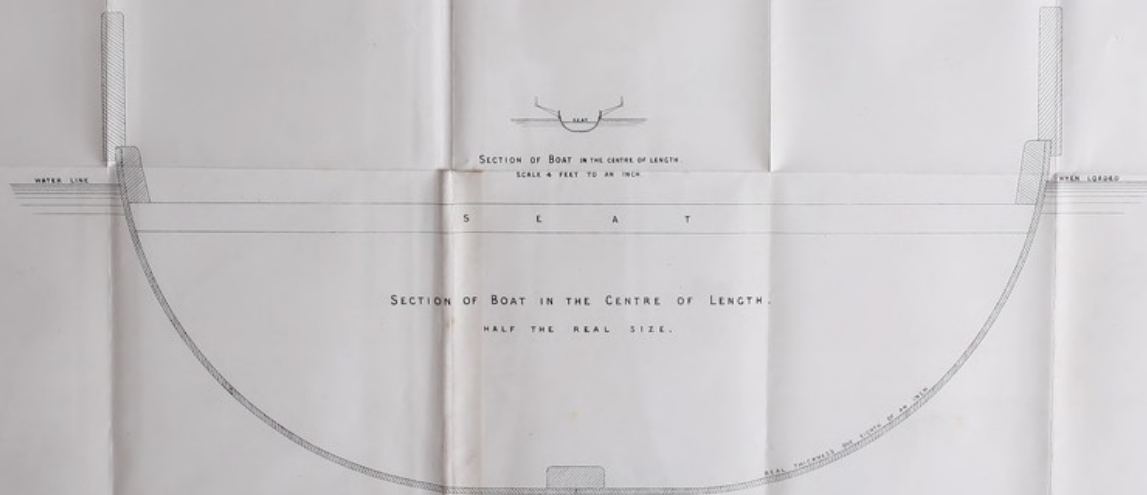 SEAT
SECTION OF BOAT IN THE CENTRE OF LENGTH.
SCALE 4 FEET TO AN INCH.
WATER LINE
WHEN LOADED
S E A T
SECTION OF BOAT IN THE CENTRE OF LENGTH.
HALF THE REAL SIZE.
REAL THICKNESS ONE EIGHTH OF AN INCH